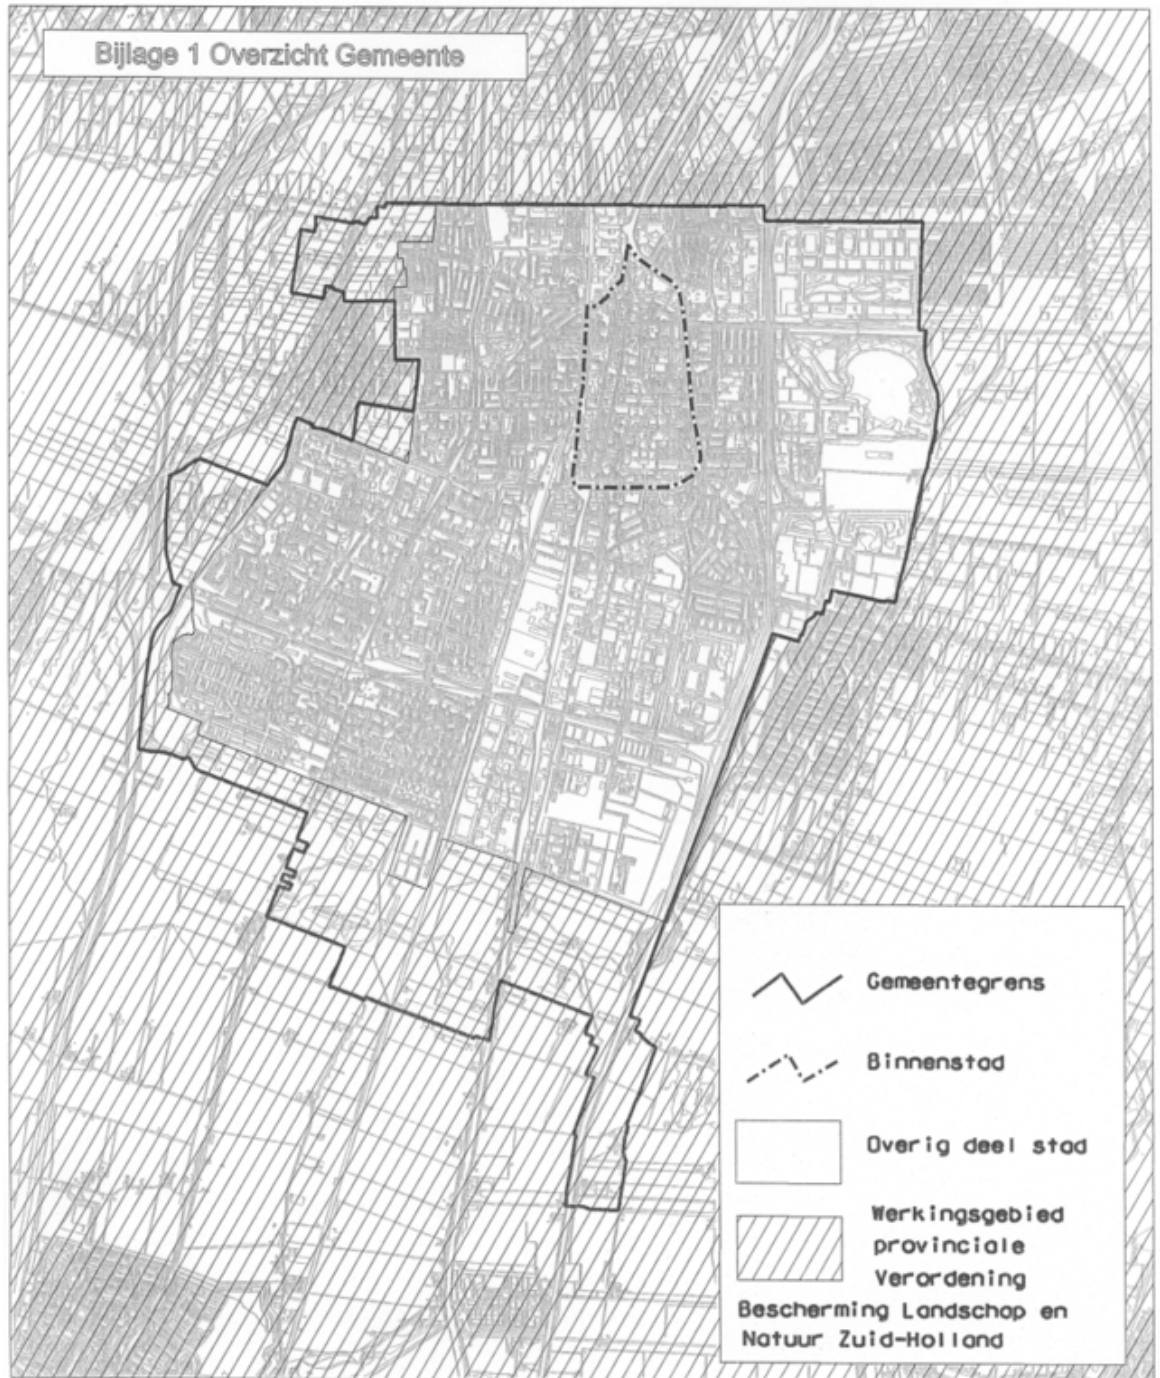 Bijlage 1 Overzicht Gemeente
Gemeentegrens
Binnenstad
Overig deel stad
Werkingsgebied
provinciale
Verordening
Bescherming Landschap en
Natuur Zuid-Holland